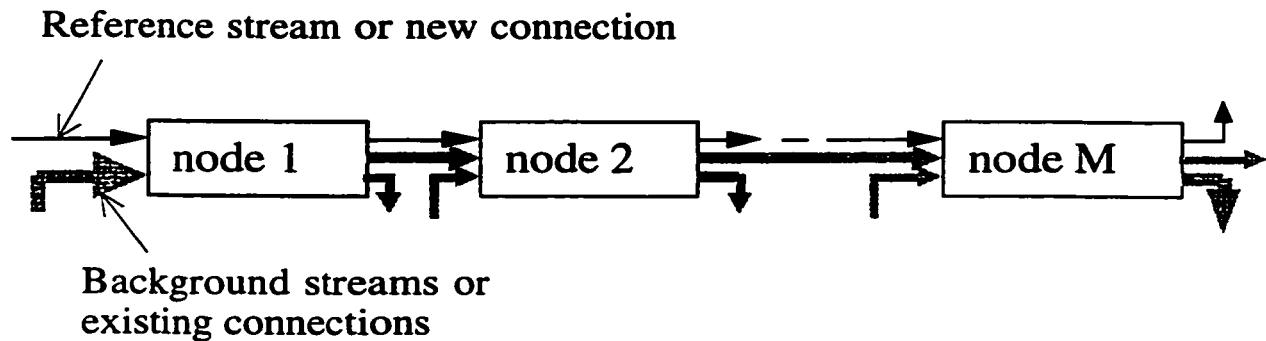 Reference stream or new connection
node 1
node 2
node M
Background streams or
existing connections